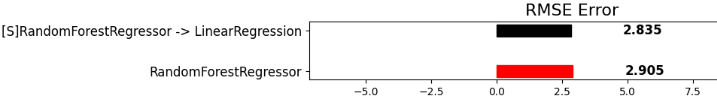 RMSE Error
[S]RandomForestRegressor -> LinearRegression 2.835
RandomForestRegressor 2.905
−5.0 −2.5 0.0 2.5 5.0 7.5